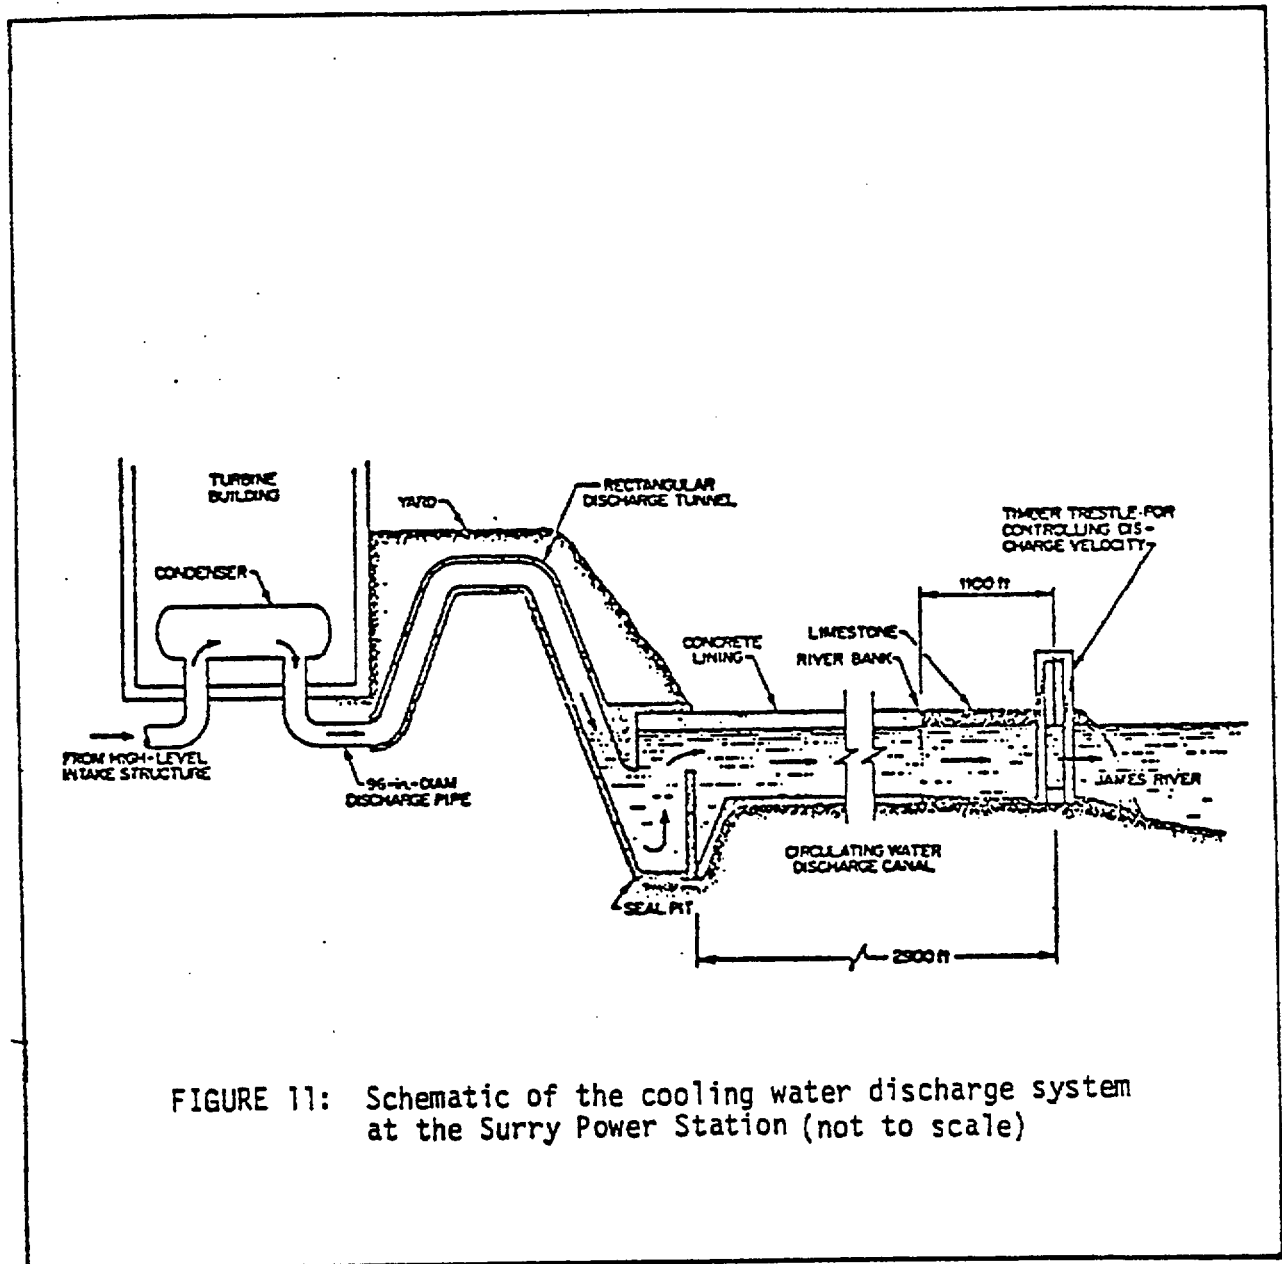 TURBINE
BUILDING
YARD
RECTANGULAR
DISCHARGE TUNNEL
TIMBER TRESTLE FOR
CONTROLLING DIS-
CHARGE VELOCITY
CONDENSER
1100 ft
CONCRETE
LINING
LIMESTONE
RIVER BANK
FROM HIGH-LEVEL
INTAKE STRUCTURE
96-in.-DIAM
DISCHARGE PIPE
JAMES RIVER
CIRCULATING WATER
DISCHARGE CANAL
SEAL PIT
2900 ft
FIGURE 11: Schematic of the cooling water discharge system
at the Surry Power Station (not to scale)